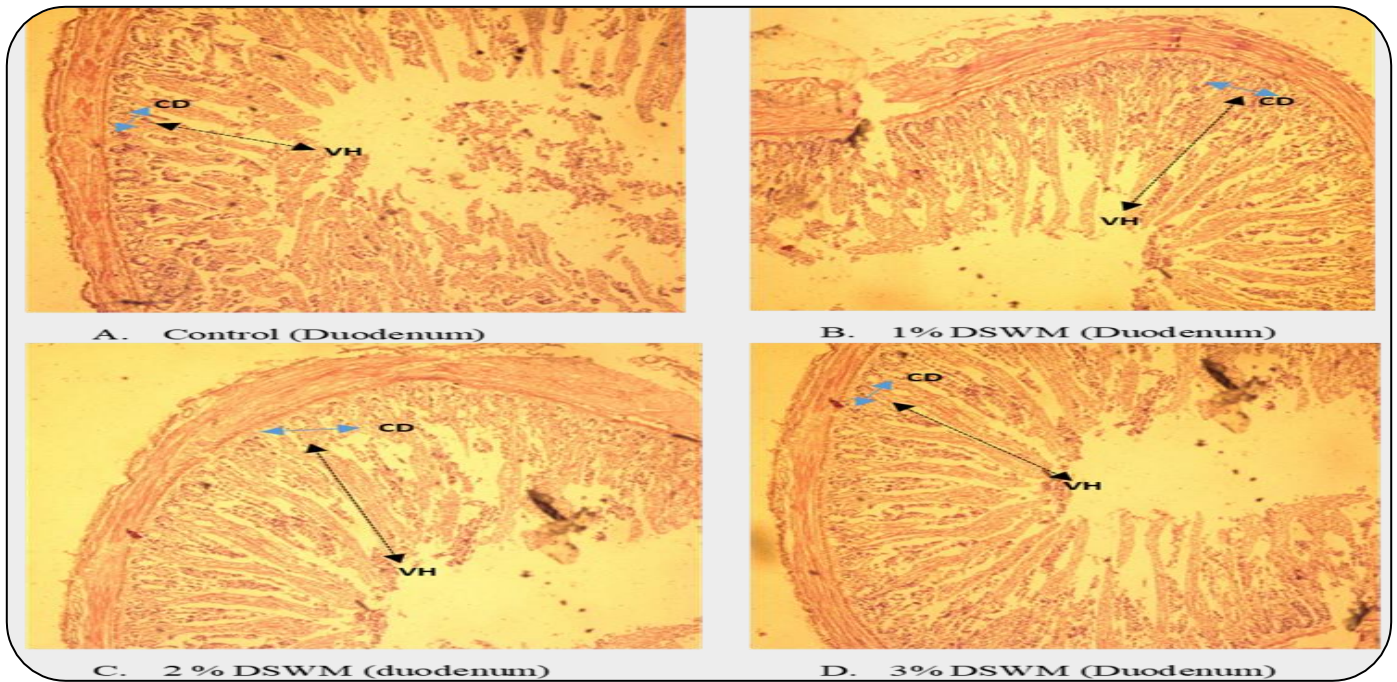 CD
VH
CD
VH
A. Control (Duodenum)
B. 1% DSWM (Duodenum)
CD
VH
CD
VH
C. 2 % DSWM (duodenum)
D. 3% DSWM (Duodenum)